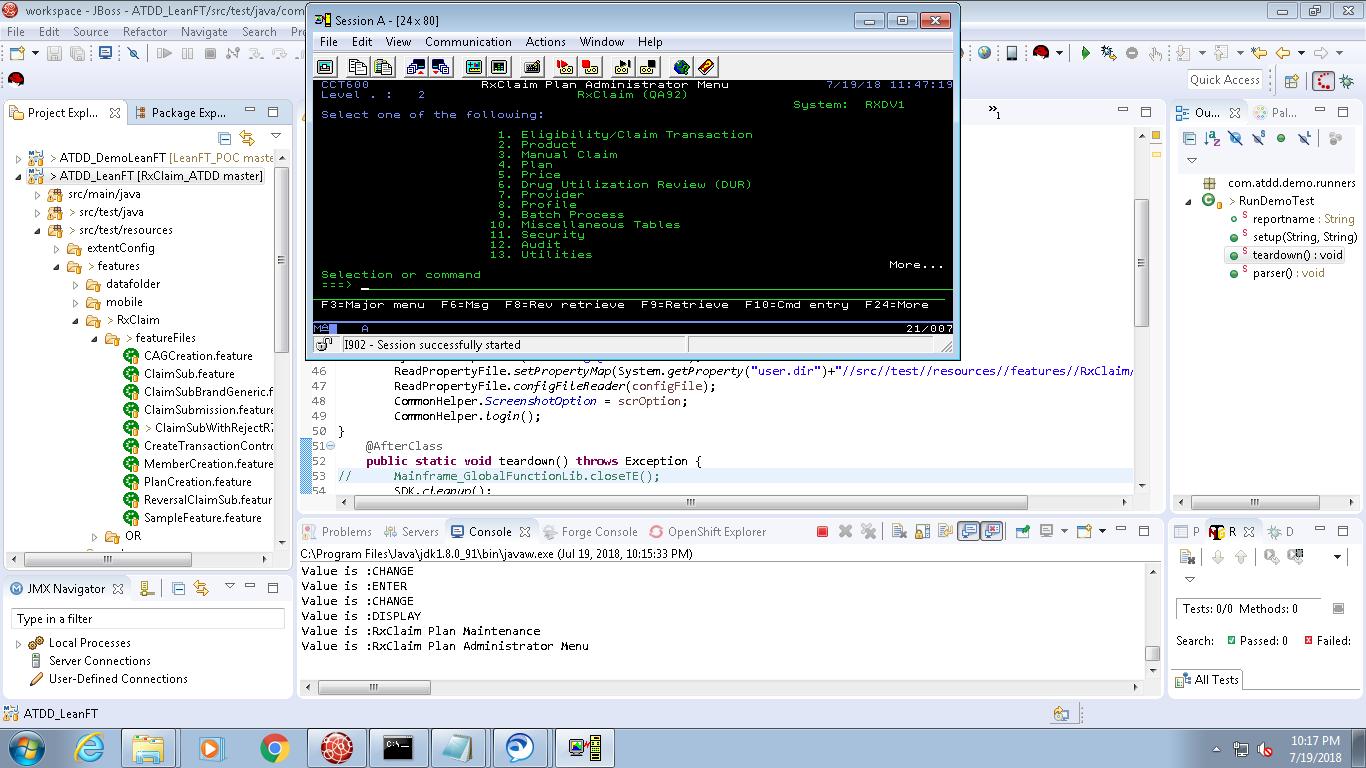 workspace - JBoss - ATDD_LeanFT/src/test/java/com
File Edit Source Refactor Navigate Search
Quick Access
Session A - [24 x 80]
File Edit View Communication Actions Window Help
CCT600 RxClaim Plan Administrator Menu 7/19/18 11:47:19
Level . : 2 RxClaim (QA92)
System: RXDV1
Select one of the following:
1. Eligibility/Claim Transaction
2. Product
3. Manual Claim
4. Plan
5. Price
6. Drug Utilization Review (DUR)
7. Provider
8. Profile
9. Batch Process
10. Miscellaneous Tables
11. Security
12. Audit
13. Utilities
More...
Selection or command
===>
F3=Major menu F6=Msg F8=Rev retrieve F9=Retrieve F10=Cmd entry F24=More
MA A 21/007
I902 - Session successfully started
Project Expl... Package Exp...
> ATDD_DemoLeanFT [LeanFT_POC maste
> ATDD_LeanFT [RxClaim_ATDD master]
src/main/java
> src/test/java
> src/test/resources
extentConfig
> features
datafolder
mobile
> RxClaim
> featureFiles
CAGCreation.feature
ClaimSub.feature
ClaimSubBrandGeneric.f
ClaimSubmission.feature
> ClaimSubWithRejectR7
CreateTransactionContro
MemberCreation.feature
PlanCreation.feature
ReversalClaimSub.featur
SampleFeature.feature
> OR
46 ReadPropertyFile.setPropertyMap(System.getProperty("user.dir")+"//src//test//resources//features//RxClaim/
47 ReadPropertyFile.configFileReader(configFile);
48 CommonHelper.ScreenshotOption = scrOption;
49 CommonHelper.login();
50 }
51 @AfterClass
52 public static void teardown() throws Exception {
53 // Mainframe_GlobalFunctionLib.closeTE();
54 SDK.cleanup();
1
Ou... Pal...
com.atdd.demo.runners
> RunDemoTest
reportname : String
setup(String, String)
teardown() : void
parser() : void
JMX Navigator
Type in a filter
Local Processes
Server Connections
User-Defined Connections
Problems Servers Console Forge Console OpenShift Explorer
C:\Program Files\Java\jdk1.8.0_91\bin\javaw.exe (Jul 19, 2018, 10:15:33 PM)
Value is :CHANGE
Value is :ENTER
Value is :CHANGE
Value is :DISPLAY
Value is :RxClaim Plan Maintenance
Value is :RxClaim Plan Administrator Menu
P R D
Tests: 0/0 Methods: 0
Search: Passed: 0 Failed:
All Tests
ATDD_LeanFT
10:17 PM
7/19/2018